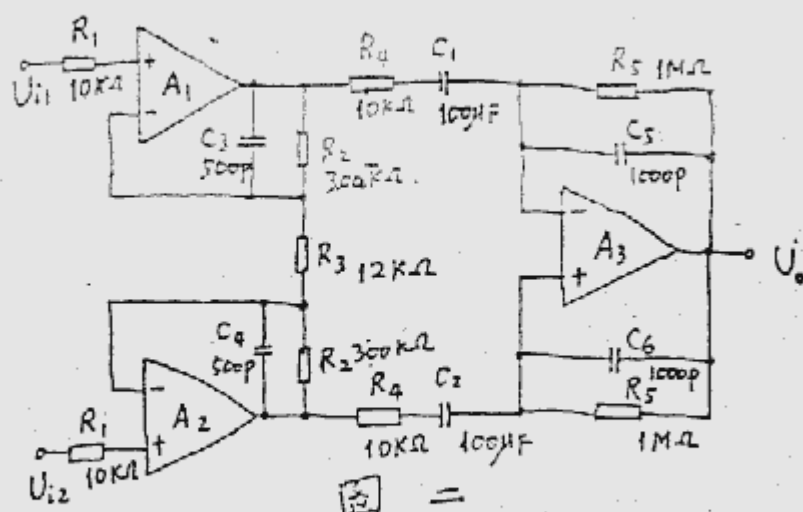 R1
10KΩ
Ui1
+
-
A1
C3
500p
R2
300KΩ
R4
10KΩ
C1
100μF
R5 1MΩ
C5
1000p
-
+
A3
Uo
R3 12KΩ
C4
500p
R2 300KΩ
-
+
A2
R1
10KΩ
Ui2
R4
10KΩ
C2
100μF
C6
1000p
R5
1MΩ
图 二